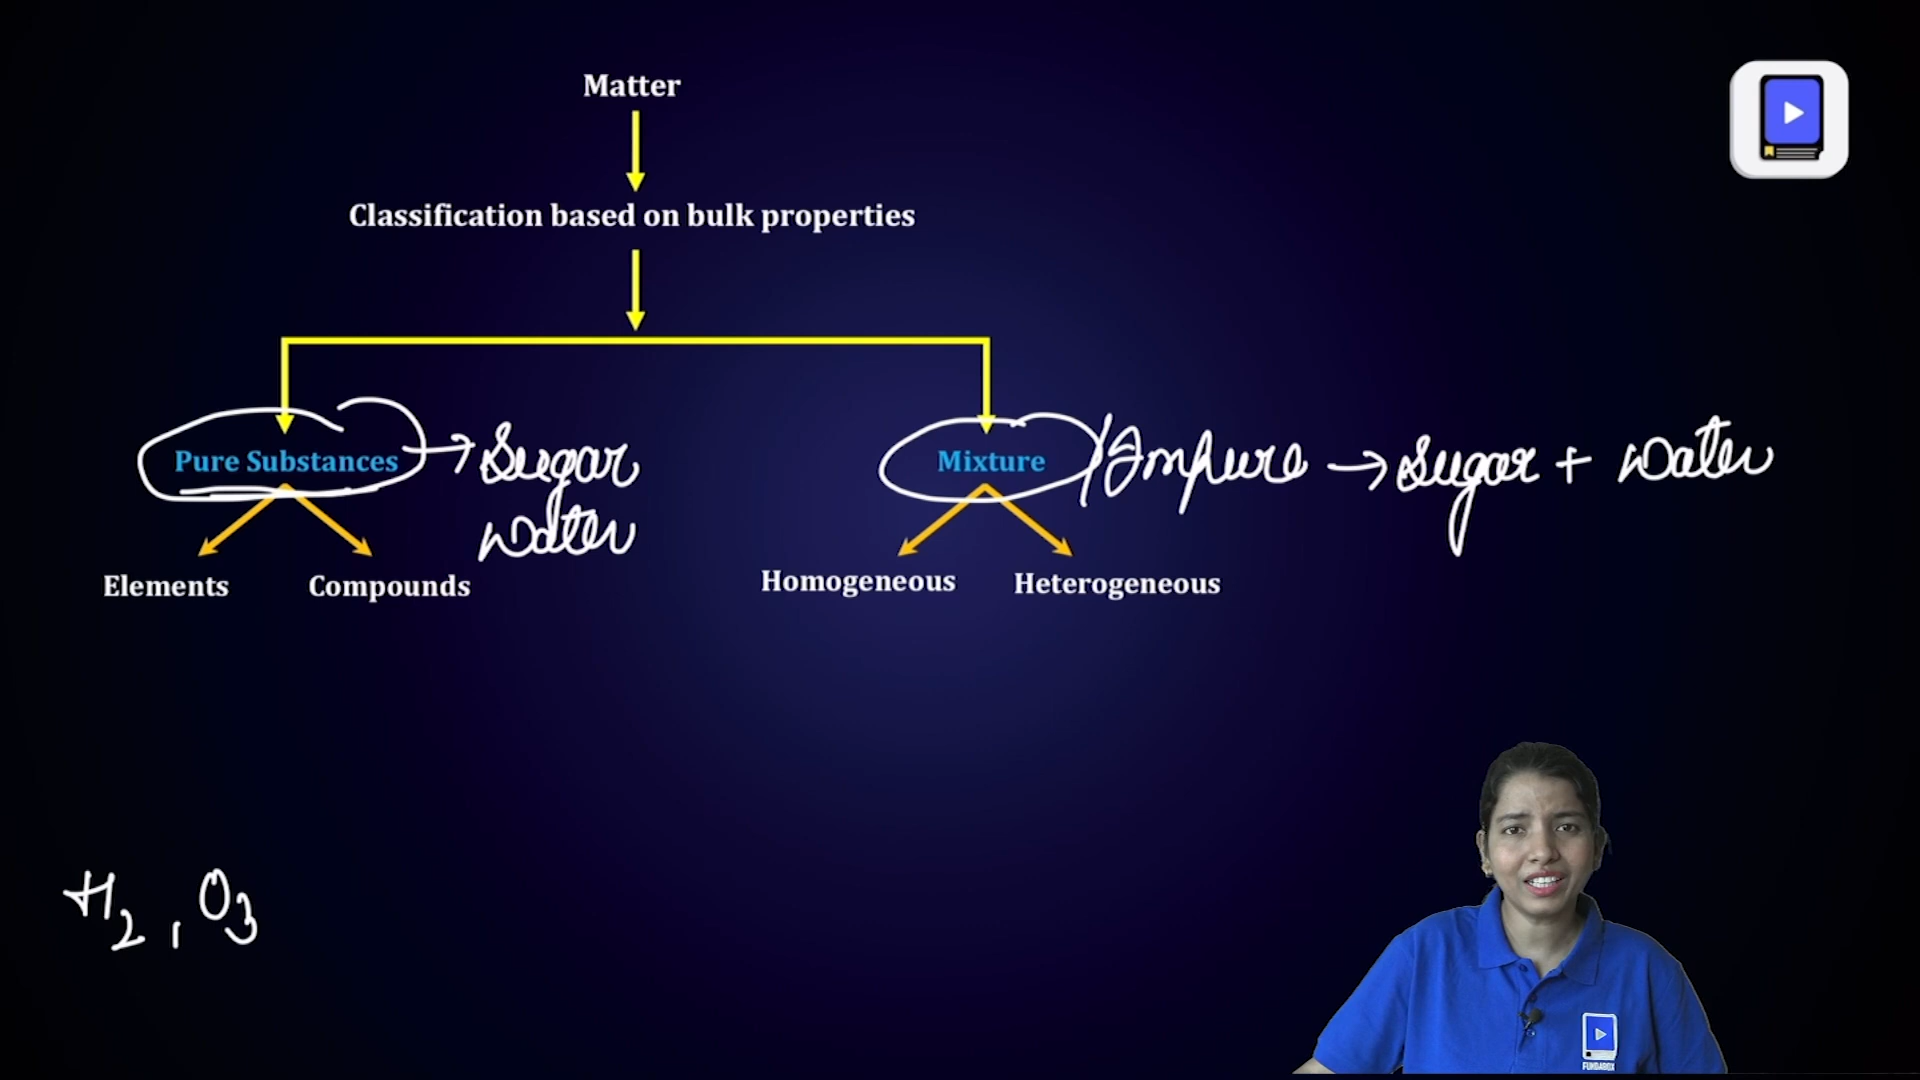 Matter
Classification based on bulk properties
Pure Substances → Sugar
Water
Mixture / Impure → Sugar + Water
Elements
Compounds
Homogeneous
Heterogeneous
H₂ , O₃
FUNDABOX